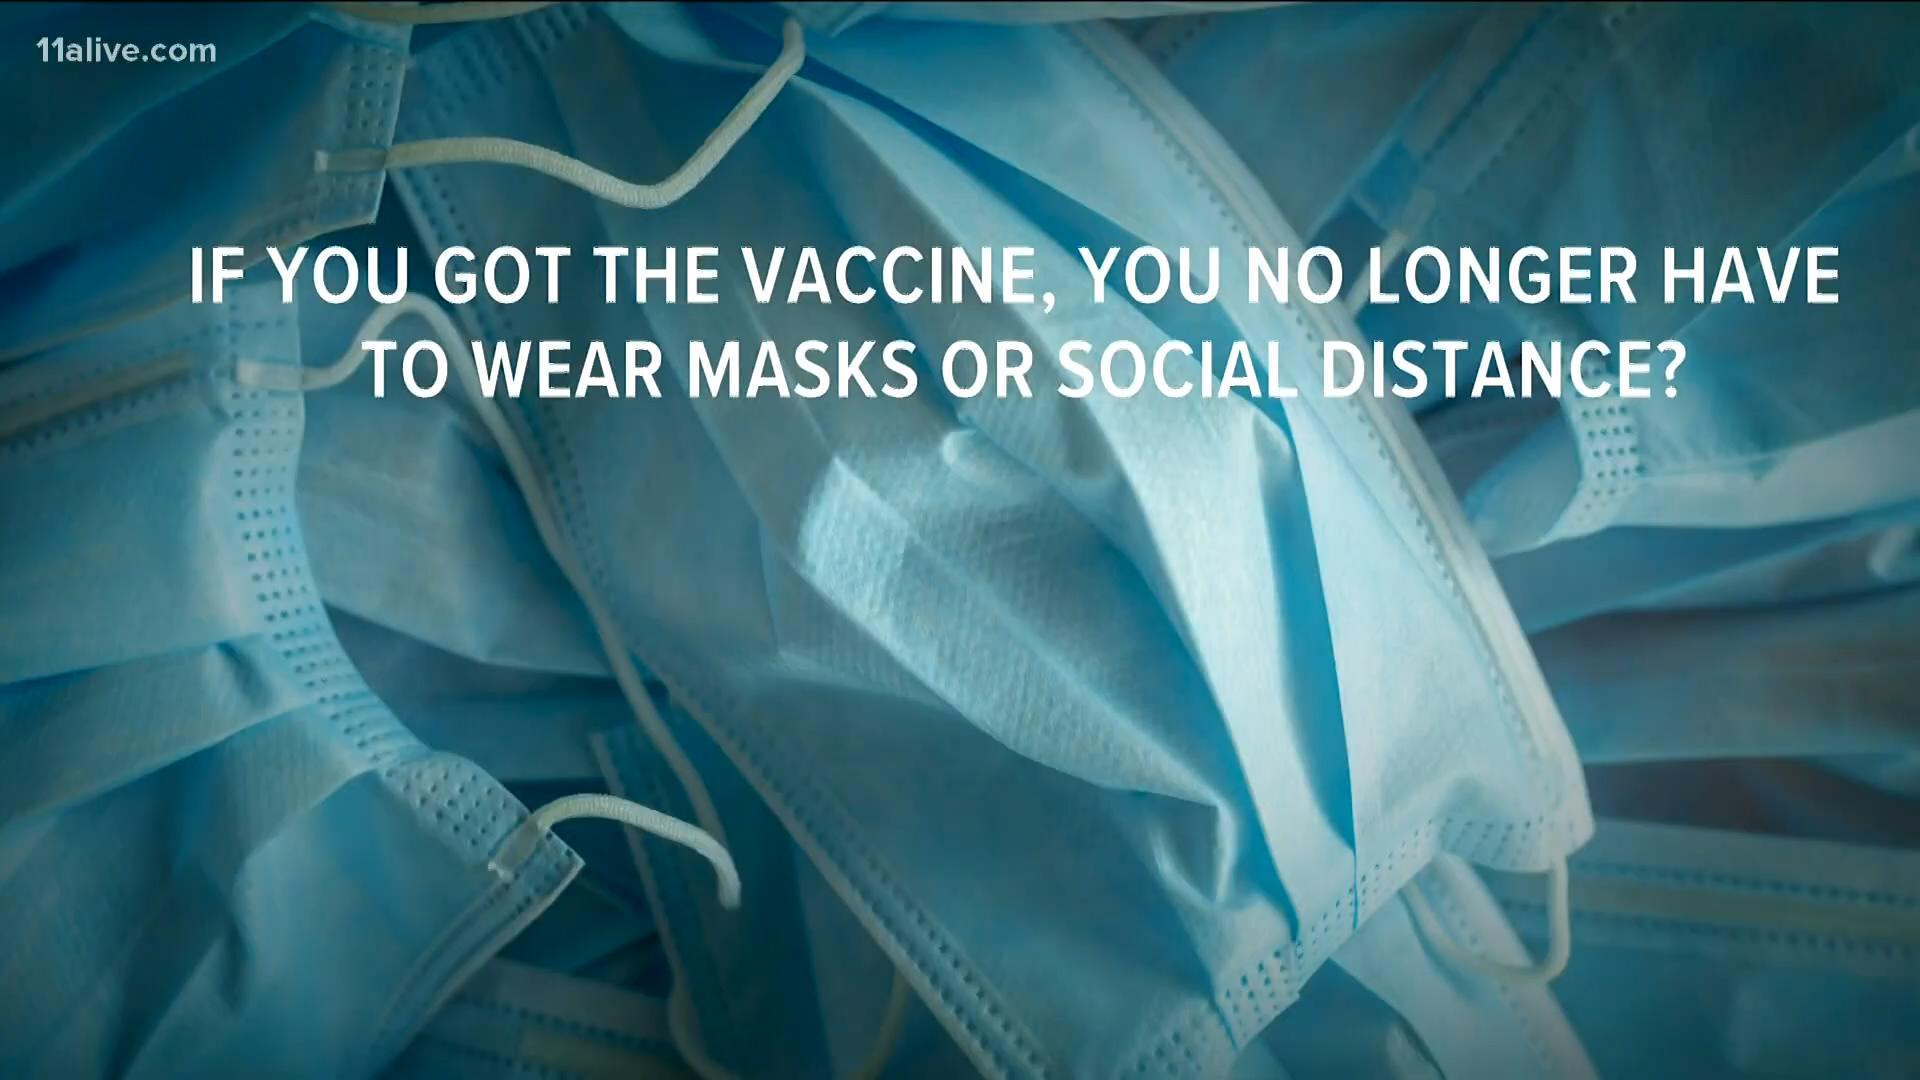 11alive.com
IF YOU GOT THE VACCINE, YOU NO LONGER HAVE
TO WEAR MASKS OR SOCIAL DISTANCE?